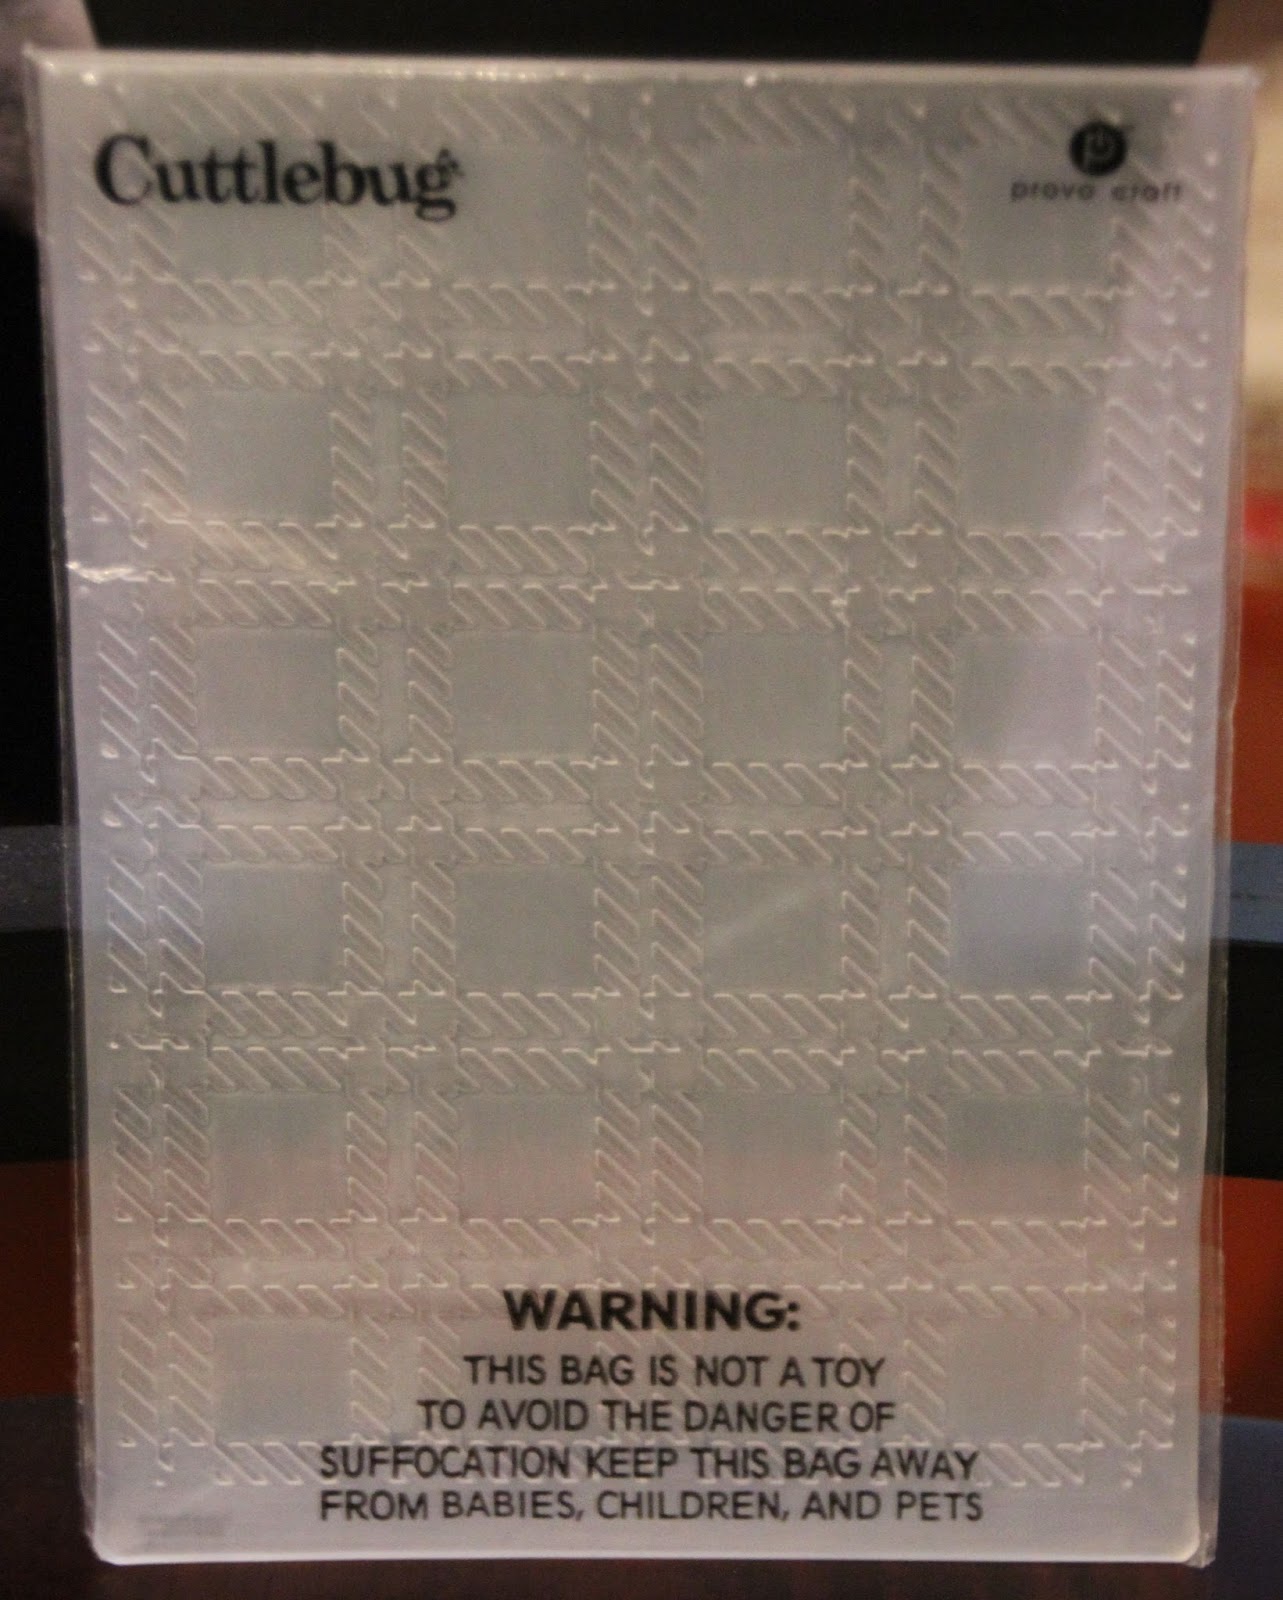 Cuttlebug
provo craft
WARNING:
THIS BAG IS NOT A TOY
TO AVOID THE DANGER OF
SUFFOCATION KEEP THIS BAG AWAY
FROM BABIES, CHILDREN, AND PETS